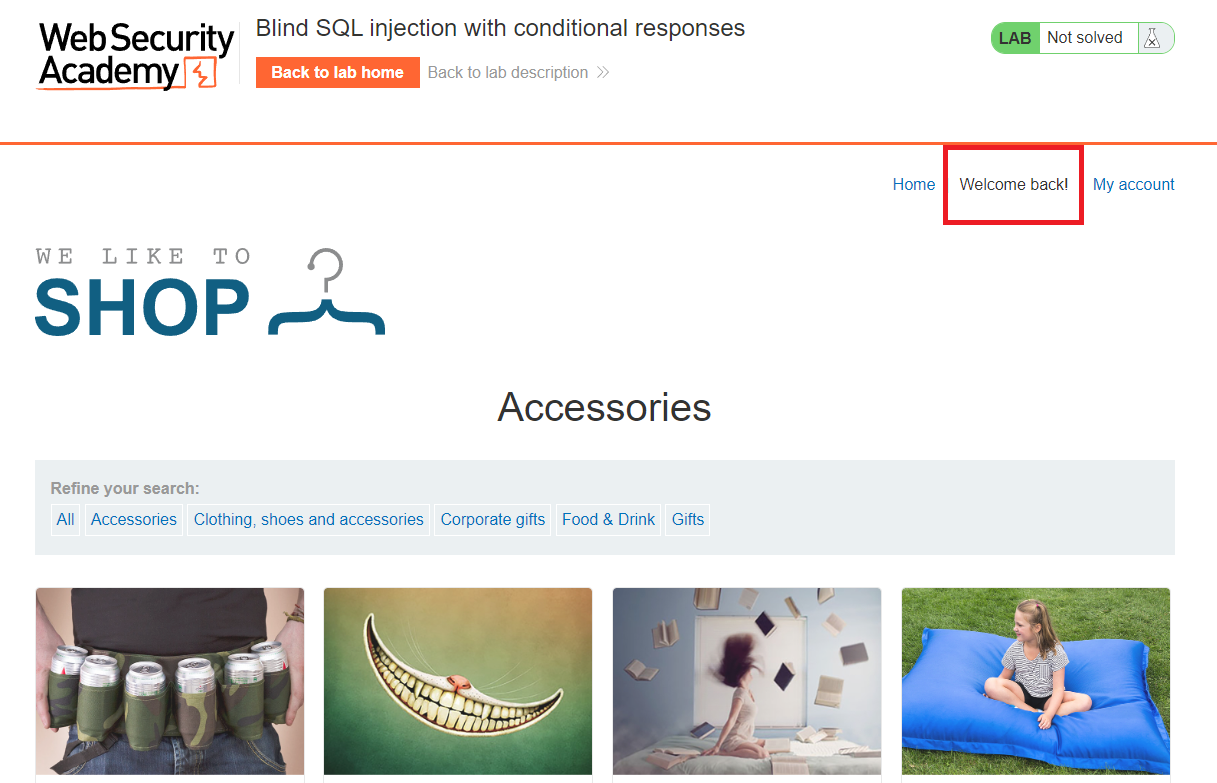 Web Security
Academy
Blind SQL injection with conditional responses
Back to lab home Back to lab description
LAB Not solved
Home Welcome back! My account
WE LIKE TO
SHOP
Accessories
Refine your search:
All Accessories Clothing, shoes and accessories Corporate gifts Food & Drink Gifts